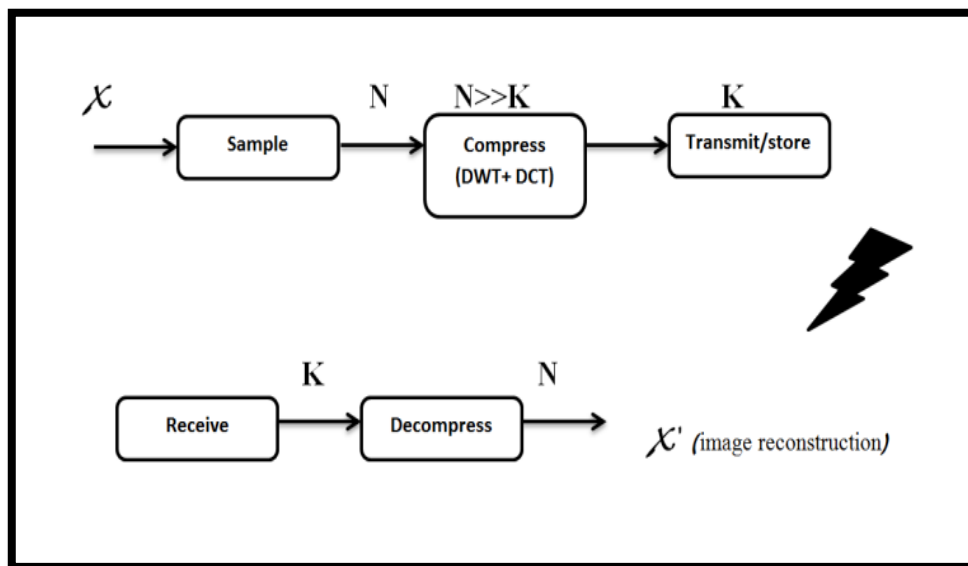 X
N
N>>K
K
Sample
Compress
(DWT+ DCT)
Transmit/store
K
N
Receive
Decompress
X' (image reconstruction)